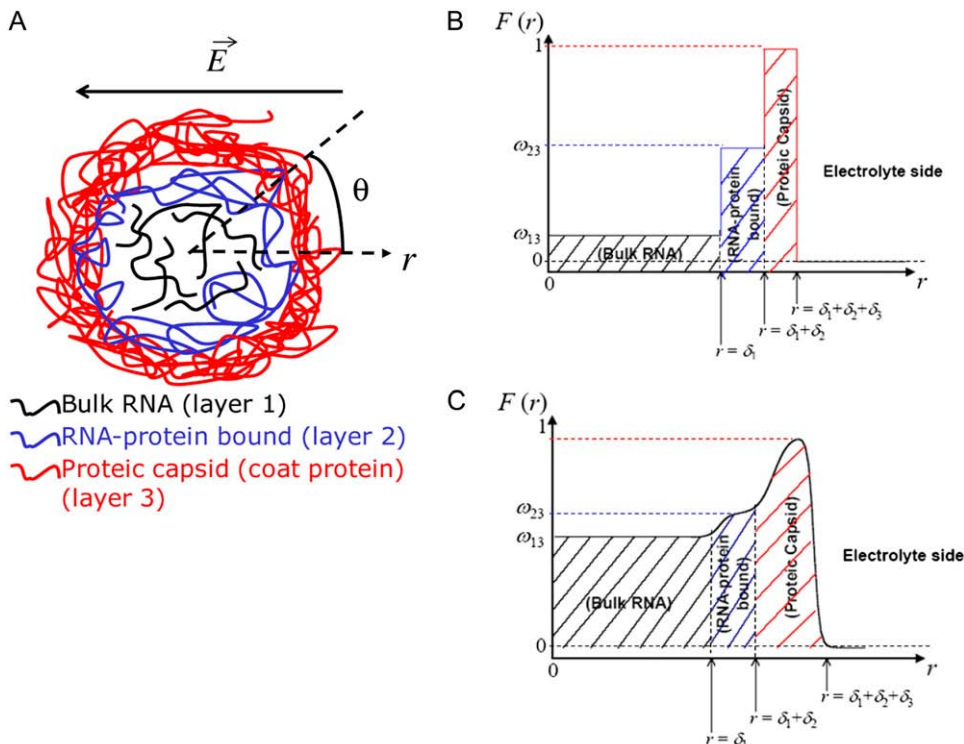 A
E
θ
r
Bulk RNA (layer 1)
RNA-protein bound (layer 2)
Proteic capsid (coat protein)
(layer 3)
B
F (r)
1
ω23
ω13
0
(Bulk RNA)
(RNA-protein
bound)
(Proteic Capsid)
Electrolyte side
0
r
r = δ1+δ2+δ3
r = δ1+δ2
r = δ1
C
F (r)
1
ω23
ω13
0
(Bulk RNA)
(RNA-protein
bound)
(Proteic Capsid)
Electrolyte side
0
r
r = δ1+δ2+δ3
r = δ1+δ2
r = δ1